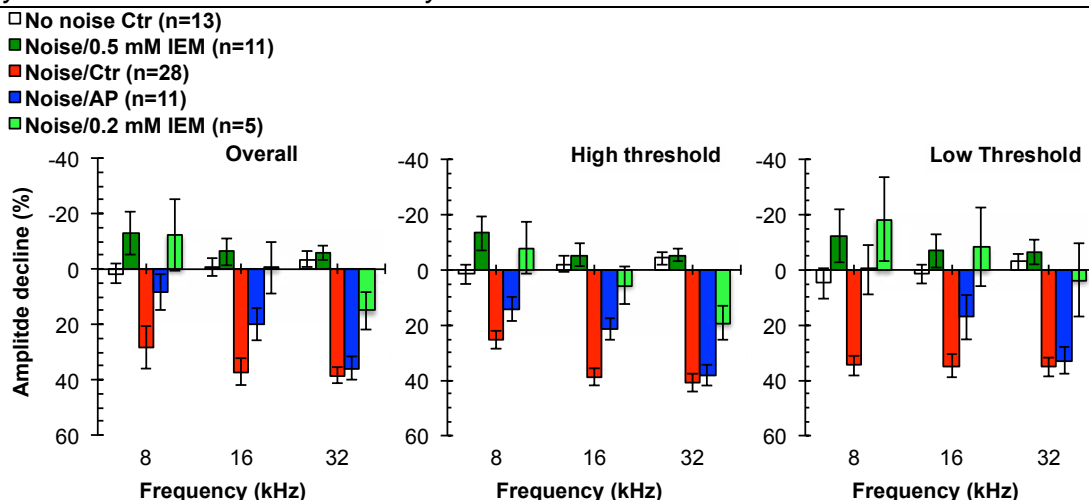 No noise Ctr (n=13)
Noise/0.5 mM IEM (n=11)
Noise/Ctr (n=28)
Noise/AP (n=11)
Noise/0.2 mM IEM (n=5)
Overall
High threshold
Low Threshold
Amplitde decline (%)
-40
-20
0
20
40
60
-40
-20
0
20
40
60
-40
-20
0
20
40
60
8 16 32
8 16 32
8 16 32
Frequency (kHz)
Frequency (kHz)
Frequency (kHz)